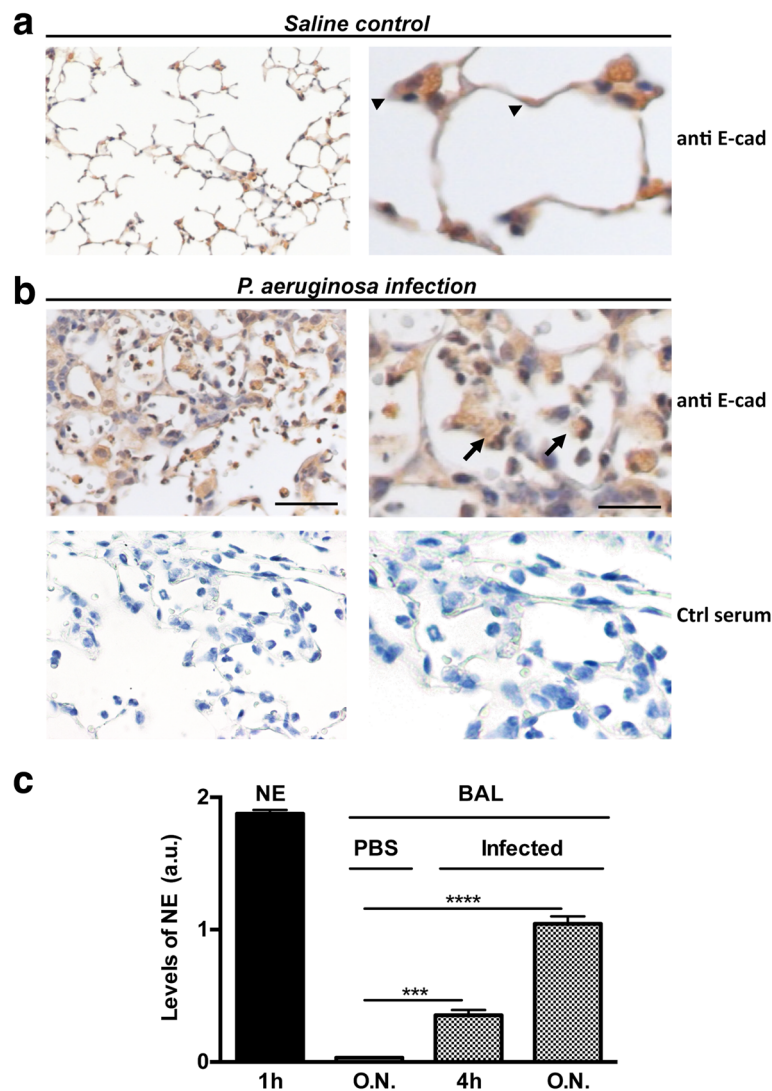 a
Saline control
anti E-cad
b
P. aeruginosa infection
anti E-cad
Ctrl serum
c
Levels of NE (a.u.)
2
1
0
NE
BAL
PBS
Infected
****
***
1h
O.N.
4h
O.N.